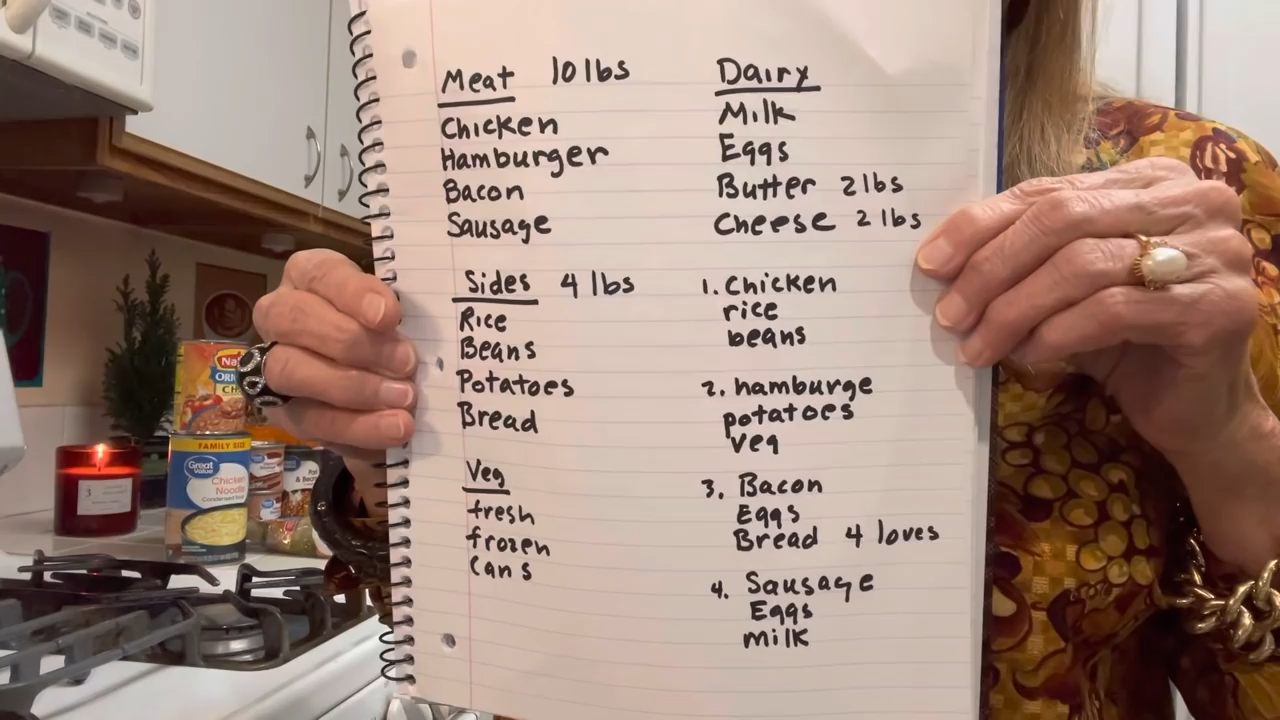 Meat 10 lbs
Chicken
Hamburger
Bacon
Sausage
Sides 4 lbs
Rice
Beans
Potatoes
Bread
Veg
fresh
frozen
Cans
Dairy
Milk
Eggs
Butter 2 lbs
Cheese 2 lbs
1. Chicken
rice
beans
2. hamburge
potatoes
veg
3. Bacon
Eggs
Bread 4 loves
4. Sausage
Eggs
milk
FAMILY SIZE
Great Value
Chicken
Noodle
Condensed
3